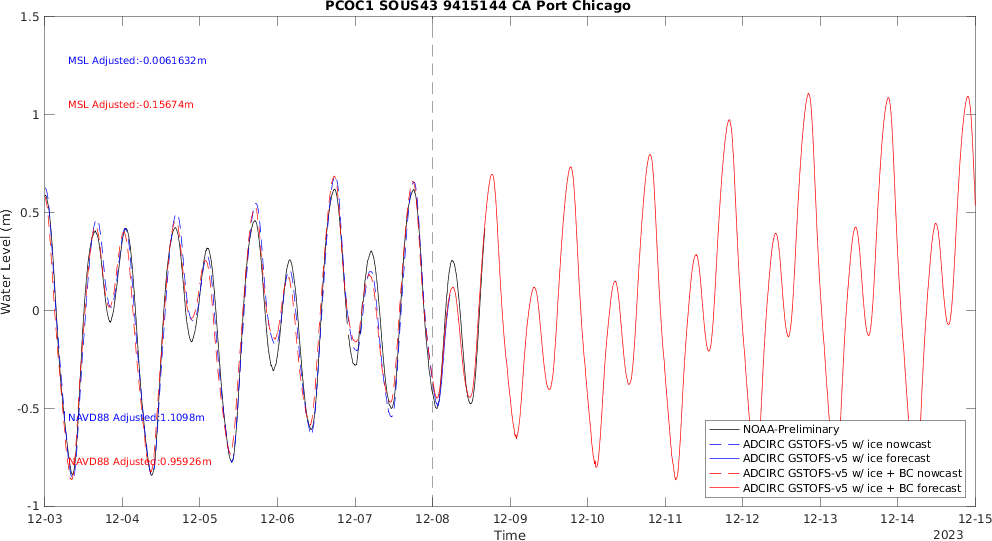 PCOC1 SOUS43 9415144 CA Port Chicago
1.5
MSL Adjusted:-0.0061632m
MSL Adjusted:-0.15674m
1
0.5
Water Level (m)
0
-0.5
NAVD88 Adjusted:1.1098m
NAVD88 Adjusted:0.95926m
-1
NOAA-Preliminary
ADCIRC GSTOFS-v5 w/ ice nowcast
ADCIRC GSTOFS-v5 w/ ice forecast
ADCIRC GSTOFS-v5 w/ ice + BC nowcast
ADCIRC GSTOFS-v5 w/ ice + BC forecast
12-03 12-04 12-05 12-06 12-07 12-08 12-09 12-10 12-11 12-12 12-13 12-14 12-15
Time
2023